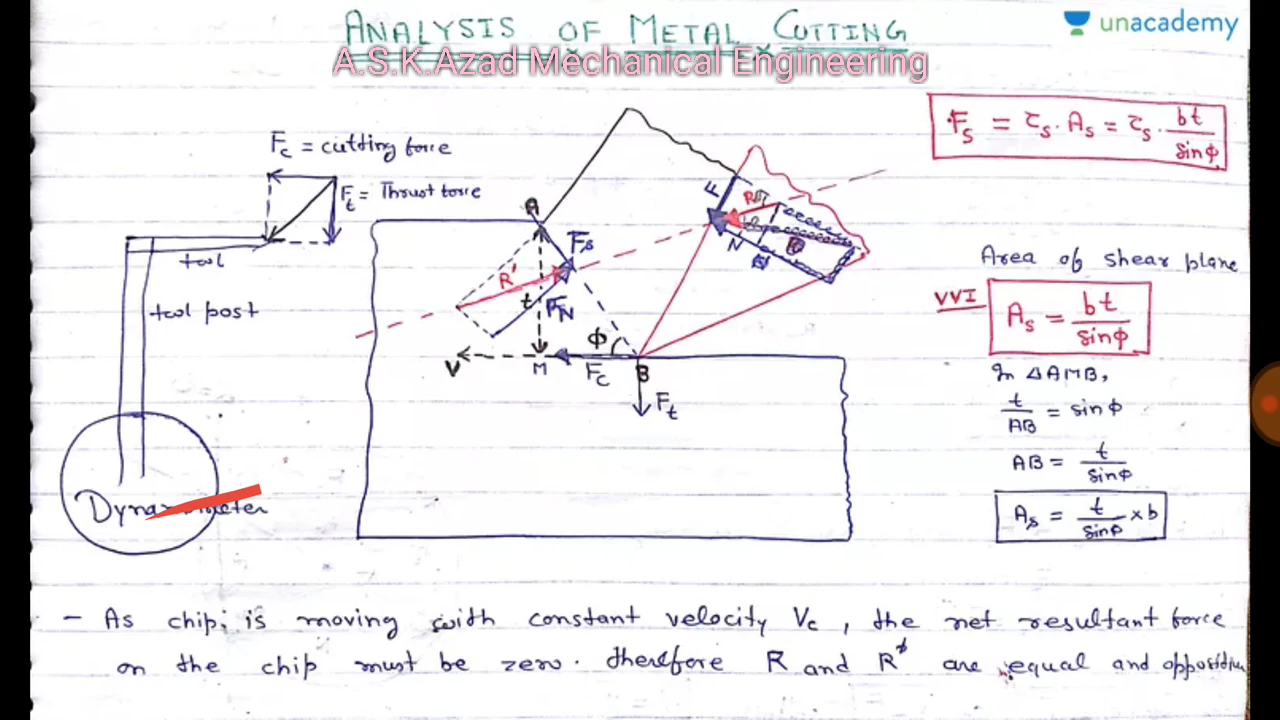 ANALYSIS OF METAL CUTTING
unacademy
A.S.K.Azad Mechanical Engineering
Fs = τs. As = τs. bt/sinϕ
Fc = cutting force
Ft = Thrust force
tool
tool post
Dynamometer
A
Fs
R'
t
FN
ϕ
V
M
Fc
B
Ft
F
R
N
Area of shear plane
VVI
As = bt/sinϕ
In ΔAMB,
t/AB = sinϕ
AB = t/sinϕ
As = t/sinϕ × b
- As chip is moving with constant velocity Vc, the net resultant force
on the chip must be zero. therefore R and R' are equal and opposite